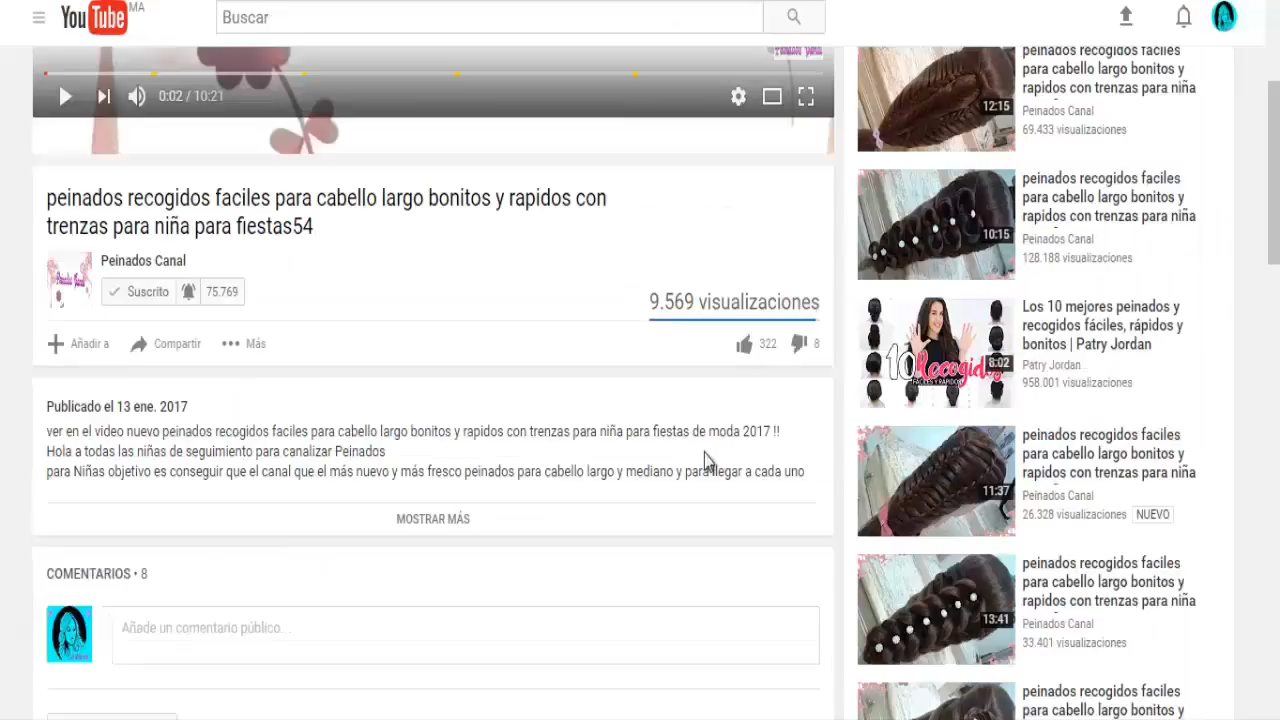 YouTube MA
Buscar
Peinados Canal
0:02 / 10:21
peinados recogidos faciles para cabello largo bonitos y rapidos con
trenzas para niña para fiestas54
Peinados Canal
Suscrito 75.769
9.569 visualizaciones
Añadir a Compartir Más 322 8
Publicado el 13 ene. 2017
ver en el video nuevo peinados recogidos faciles para cabello largo bonitos y rapidos con trenzas para niña para fiestas de moda 2017 !!
Hola a todas las niñas de seguimiento para canalizar Peinados
para Niñas objetivo es conseguir que el canal que el más nuevo y más fresco peinados para cabello largo y mediano y para llegar a cada uno
MOSTRAR MÁS
COMENTARIOS • 8
Añade un comentario público...
peinados recogidos faciles
para cabello largo bonitos y
rapidos con trenzas para niña
12:15
Peinados Canal
69.433 visualizaciones
peinados recogidos faciles
para cabello largo bonitos y
rapidos con trenzas para niña
10:15
Peinados Canal
128.188 visualizaciones
Los 10 mejores peinados y
recogidos fáciles, rápidos y
bonitos | Patry Jordan
10 Recogidos
FÁCILES Y RÁPIDOS
8:02
Patry Jordan
958.001 visualizaciones
peinados recogidos faciles
para cabello largo bonitos y
rapidos con trenzas para niña
11:37
Peinados Canal
26.328 visualizaciones NUEVO
peinados recogidos faciles
para cabello largo bonitos y
rapidos con trenzas para niña
13:41
Peinados Canal
33.401 visualizaciones
peinados recogidos faciles
para cabello largo bonitos y